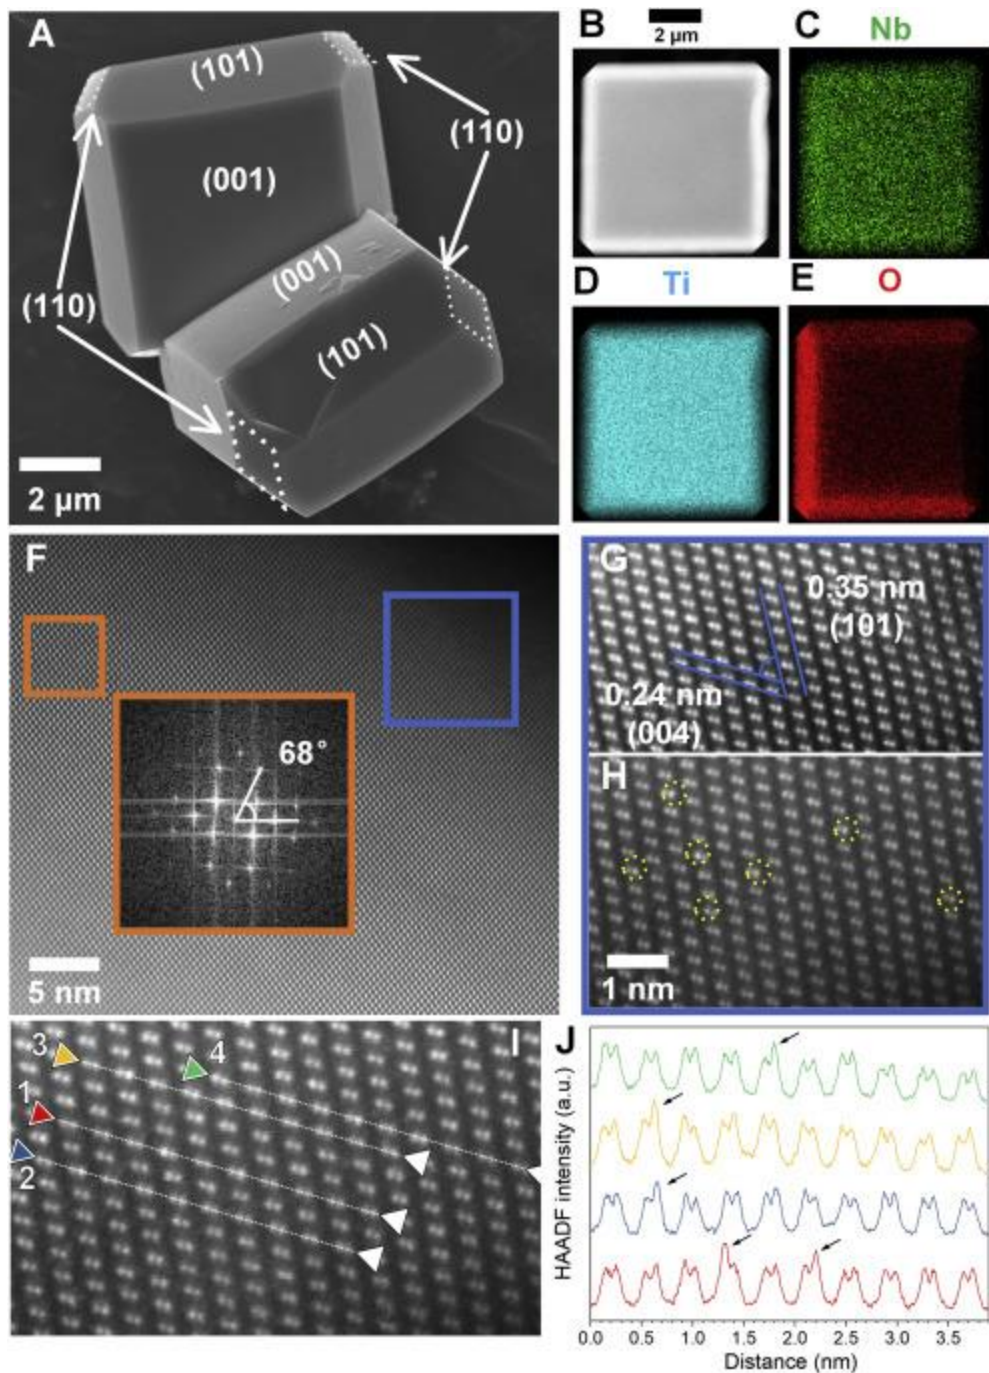 A
(101)
(110)
(001)
(001)
(110)
(101)
2 µm
B
2 µm
C
Nb
D
Ti
E
O
F
68°
5 nm
G
0.35 nm
(101)
0.24 nm
(004)
H
1 nm
I
3
4
1
2
J
HAADF intensity (a.u.)
0.0 0.5 1.0 1.5 2.0 2.5 3.0 3.5
Distance (nm)